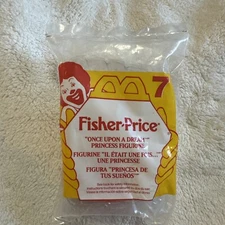 7
Fisher-Price
"ONCE UPON A DREAM"
PRINCESS FIGURINE
FIGURINE "IL ÉTAIT UNE FOIS...
UNE PRINCESSE
FIGURA "PRINCESA DE
TUS SUEÑOS"